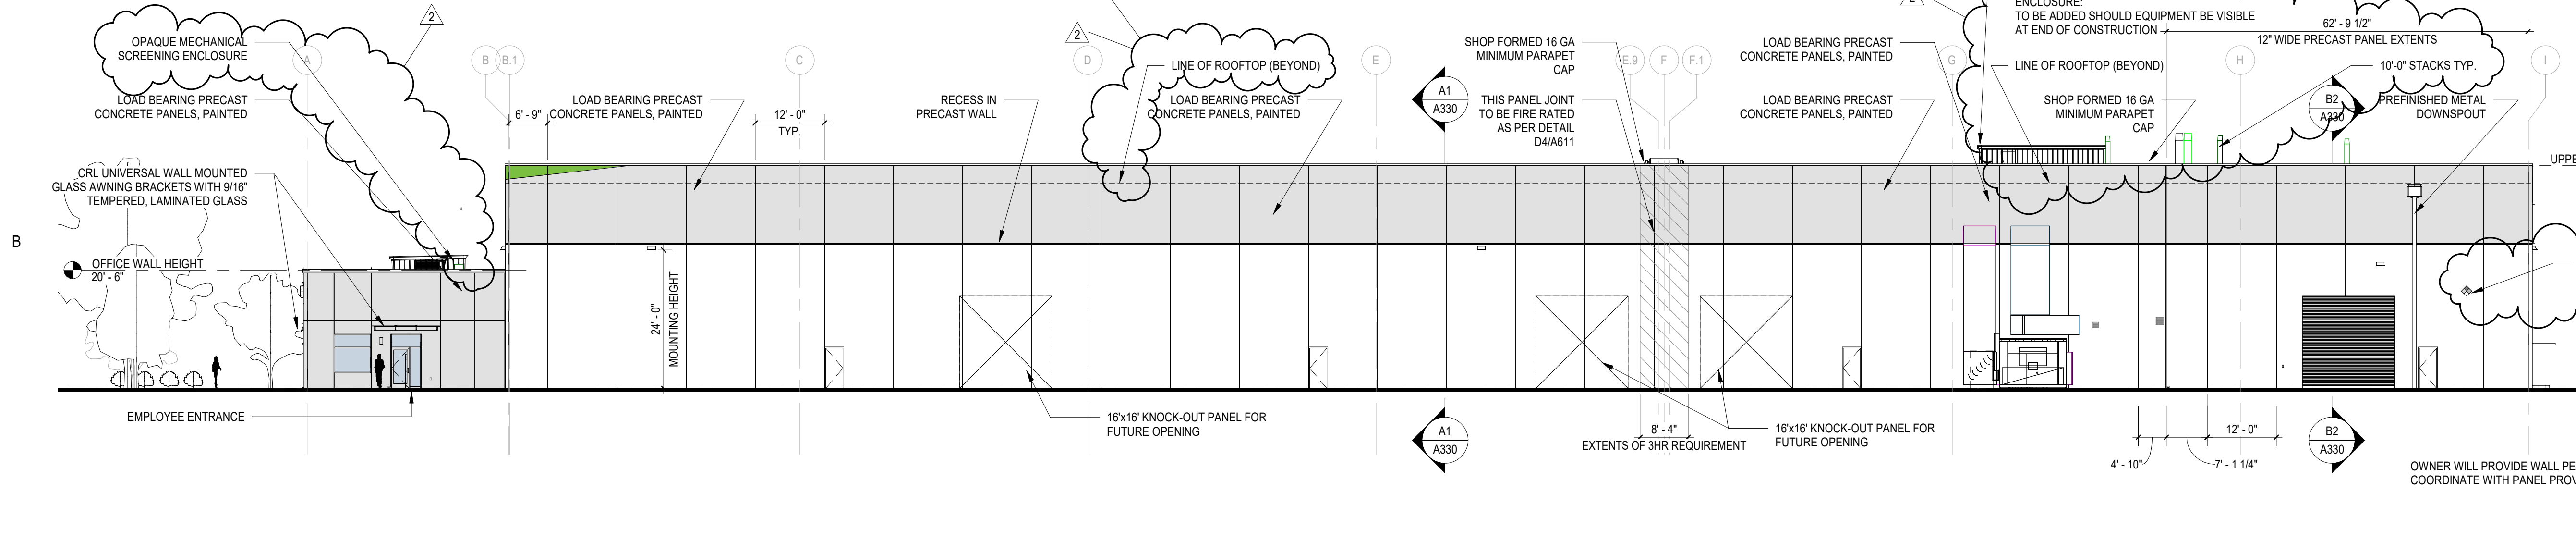 2
OPAQUE MECHANICAL
SCREENING ENCLOSURE
A
LOAD BEARING PRECAST
CONCRETE PANELS, PAINTED
CRL UNIVERSAL WALL MOUNTED
GLASS AWNING BRACKETS WITH 9/16"
TEMPERED, LAMINATED GLASS
B
OFFICE WALL HEIGHT
20' - 6"
EMPLOYEE ENTRANCE
B
B.1
6' - 9"
LOAD BEARING PRECAST
CONCRETE PANELS, PAINTED
C
12' - 0"
TYP.
24' - 0"
MOUNTING HEIGHT
RECESS IN
PRECAST WALL
2
D
LINE OF ROOFTOP (BEYOND)
LOAD BEARING PRECAST
CONCRETE PANELS, PAINTED
16'x16' KNOCK-OUT PANEL FOR
FUTURE OPENING
E
A1
A330
A1
A330
SHOP FORMED 16 GA
MINIMUM PARAPET
CAP
THIS PANEL JOINT
TO BE FIRE RATED
AS PER DETAIL
D4/A611
E.9
F
F.1
8' - 4"
EXTENTS OF 3HR REQUIREMENT
LOAD BEARING PRECAST
CONCRETE PANELS, PAINTED
LOAD BEARING PRECAST
CONCRETE PANELS, PAINTED
16'x16' KNOCK-OUT PANEL FOR
FUTURE OPENING
G
ENCLOSURE:
TO BE ADDED SHOULD EQUIPMENT BE VISIBLE
AT END OF CONSTRUCTION
LINE OF ROOFTOP (BEYOND)
SHOP FORMED 16 GA
MINIMUM PARAPET
CAP
62' - 9 1/2"
12" WIDE PRECAST PANEL EXTENTS
H
10'-0" STACKS TYP.
B2
A330
PREFINISHED METAL
DOWNSPOUT
I
UPPE
4' - 10"
7' - 1 1/4"
12' - 0"
B2
A330
OWNER WILL PROVIDE WALL PE
COORDINATE WITH PANEL PROV